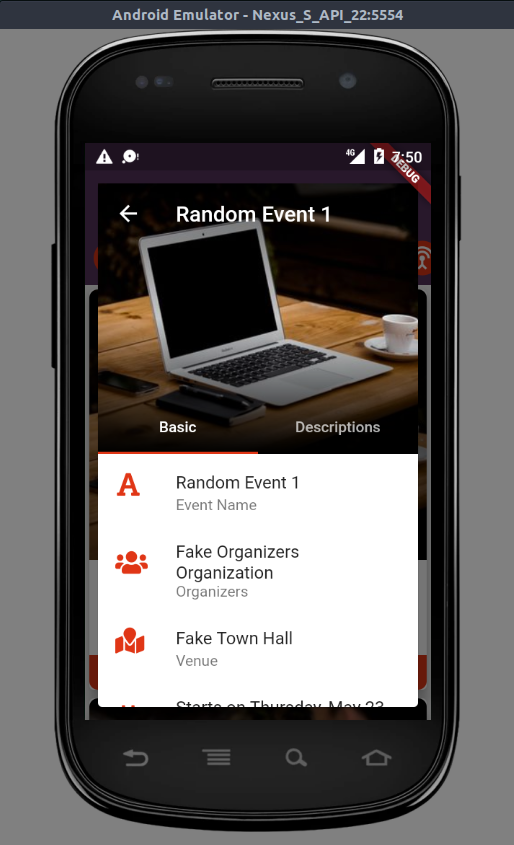 Android Emulator - Nexus_S_API_22:5554
4G 7:50
DEBUG
Random Event 1
Basic Descriptions
Random Event 1
Event Name
Fake Organizers
Organization
Organizers
Fake Town Hall
Venue
Starts on Thursday, May 23